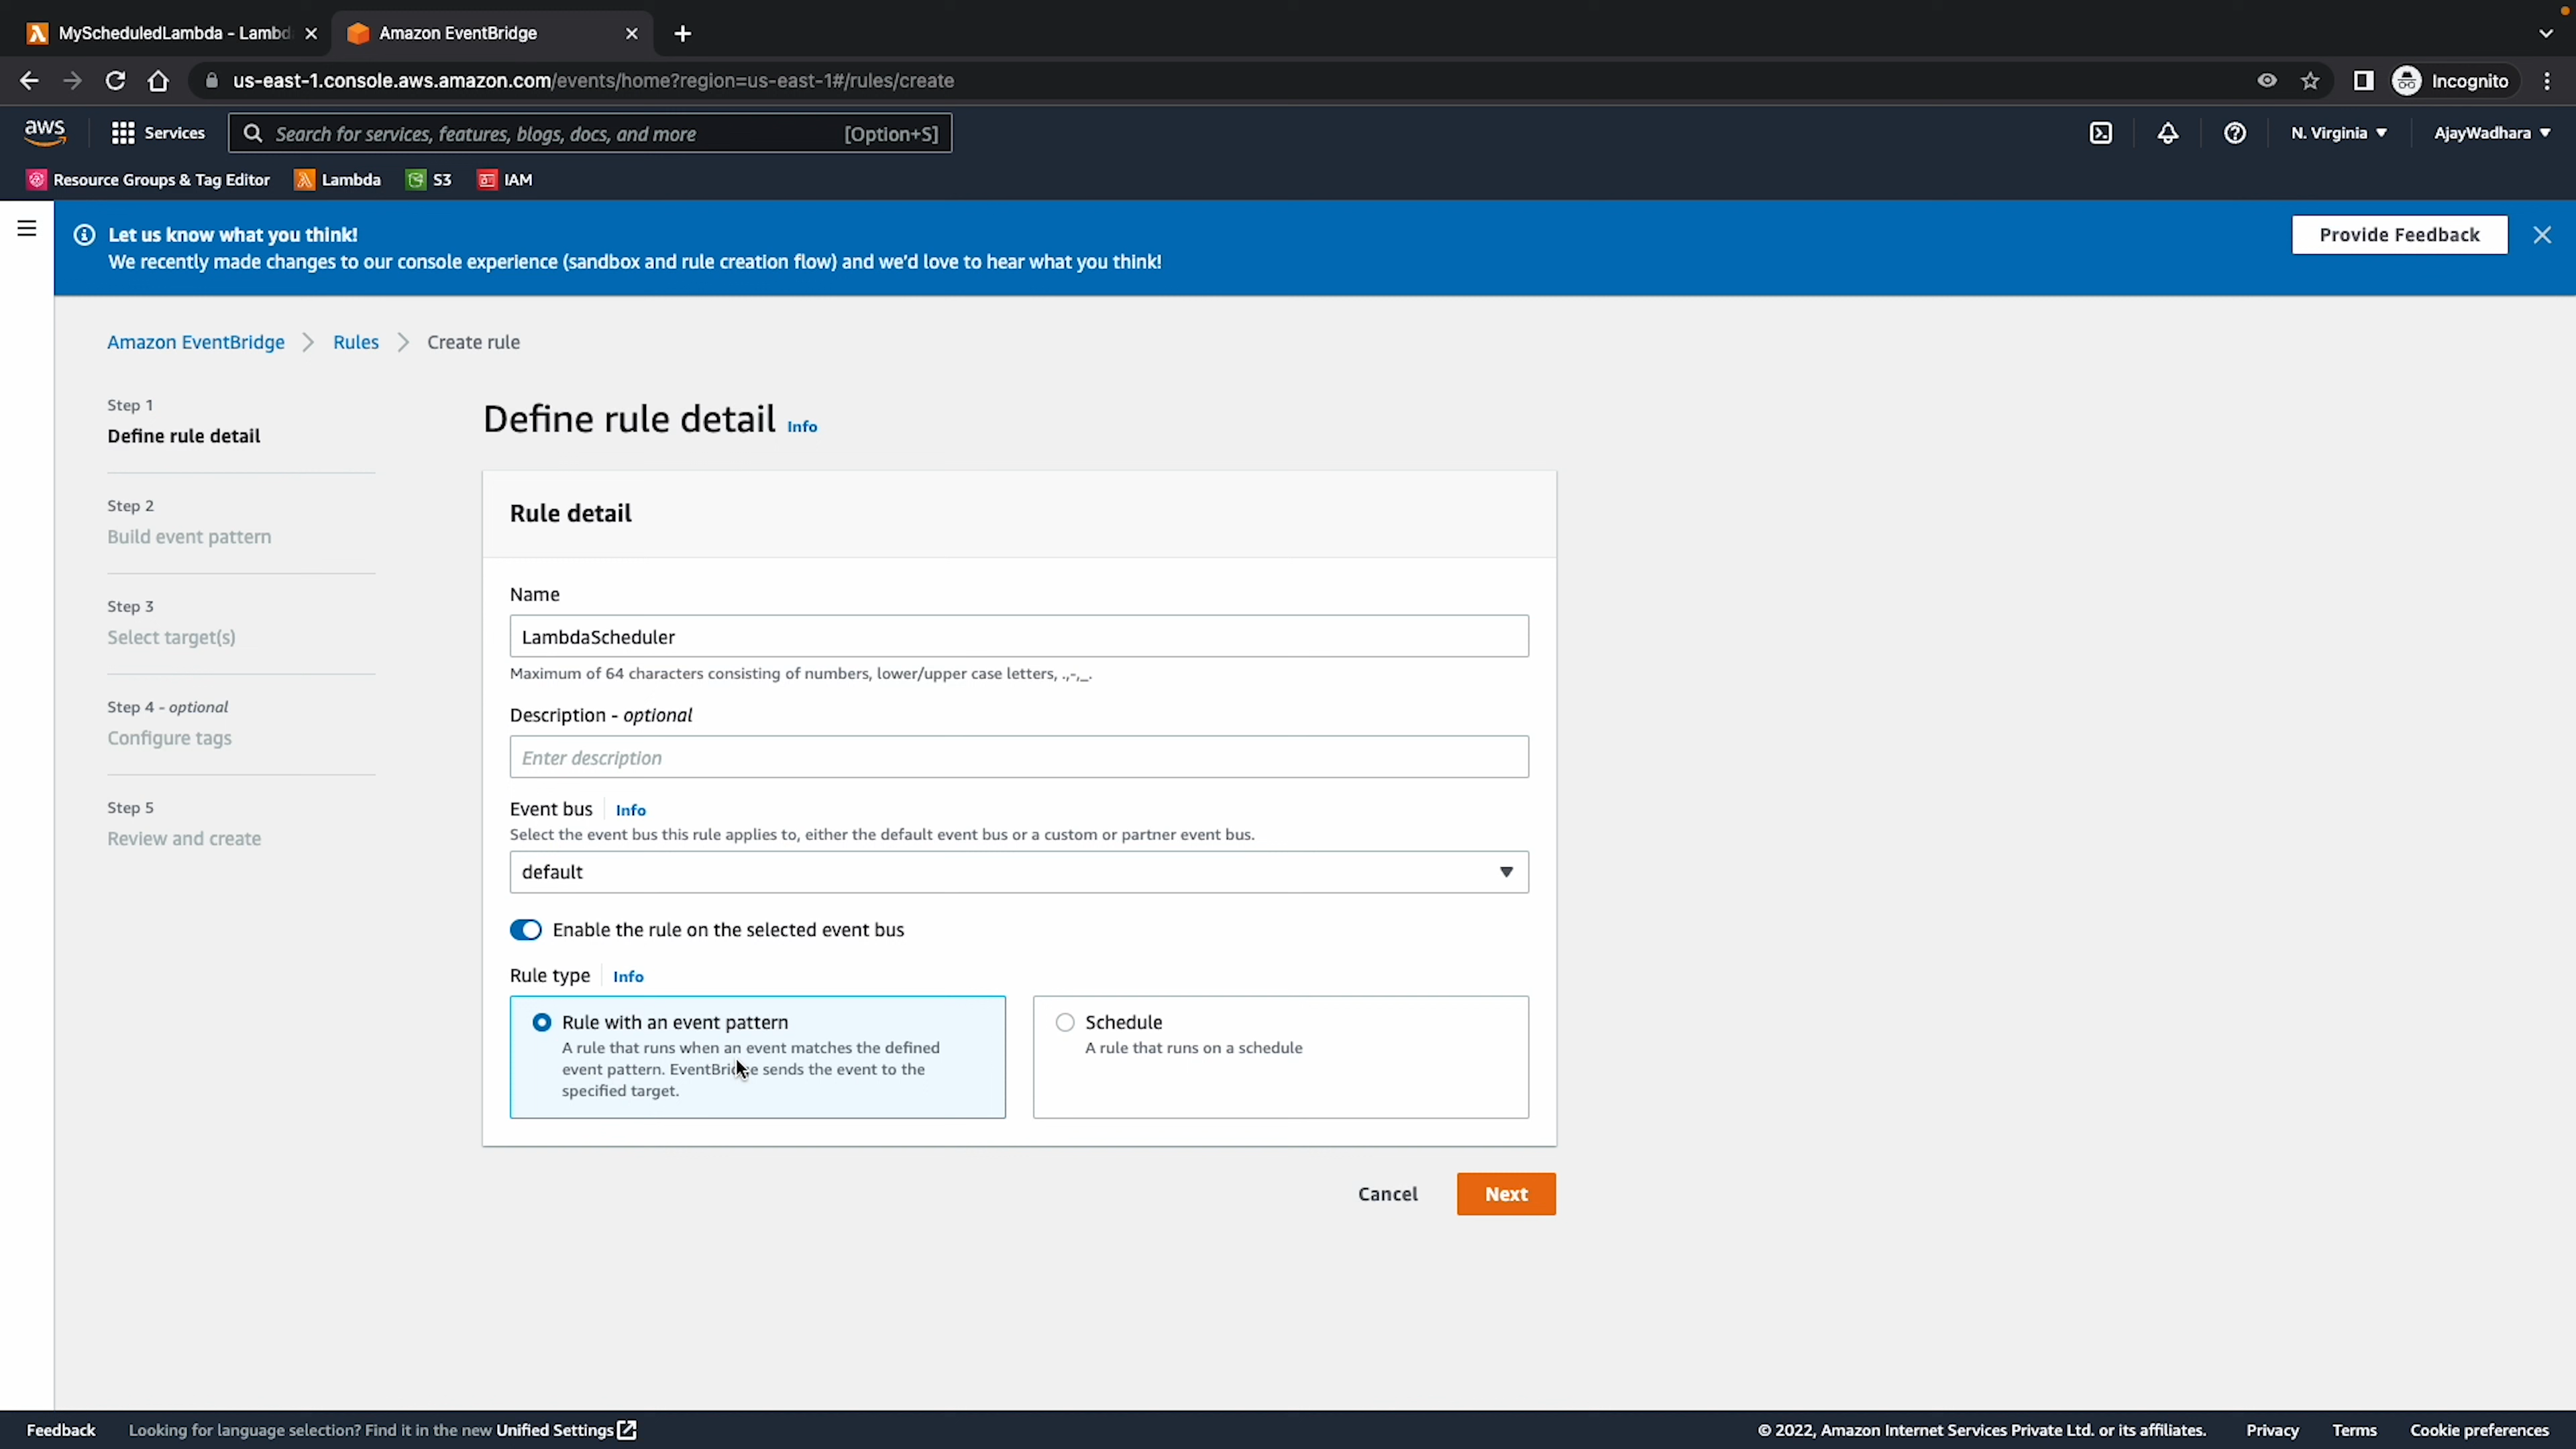 MyScheduledLambda - Lambd
Amazon EventBridge
us-east-1.console.aws.amazon.com/events/home?region=us-east-1#/rules/create
Incognito
aws
Services
Search for services, features, blogs, docs, and more
[Option+S]
N. Virginia
AjayWadhara
Resource Groups & Tag Editor
Lambda
S3
IAM
Let us know what you think!
Provide Feedback
We recently made changes to our console experience (sandbox and rule creation flow) and we'd love to hear what you think!
Amazon EventBridge
Rules
Create rule
Step 1
Define rule detail
Step 2
Build event pattern
Step 3
Select target(s)
Step 4 - optional
Configure tags
Step 5
Review and create
Define rule detail Info
Rule detail
Name
LambdaScheduler
Maximum of 64 characters consisting of numbers, lower/upper case letters, .,-,_.
Description - optional
Enter description
Event bus Info
Select the event bus this rule applies to, either the default event bus or a custom or partner event bus.
default
Enable the rule on the selected event bus
Rule type Info
Rule with an event pattern
A rule that runs when an event matches the defined
event pattern. EventBridge sends the event to the
specified target.
Schedule
A rule that runs on a schedule
Cancel
Next
Feedback
Looking for language selection? Find it in the new Unified Settings
© 2022, Amazon Internet Services Private Ltd. or its affiliates.
Privacy
Terms
Cookie preferences